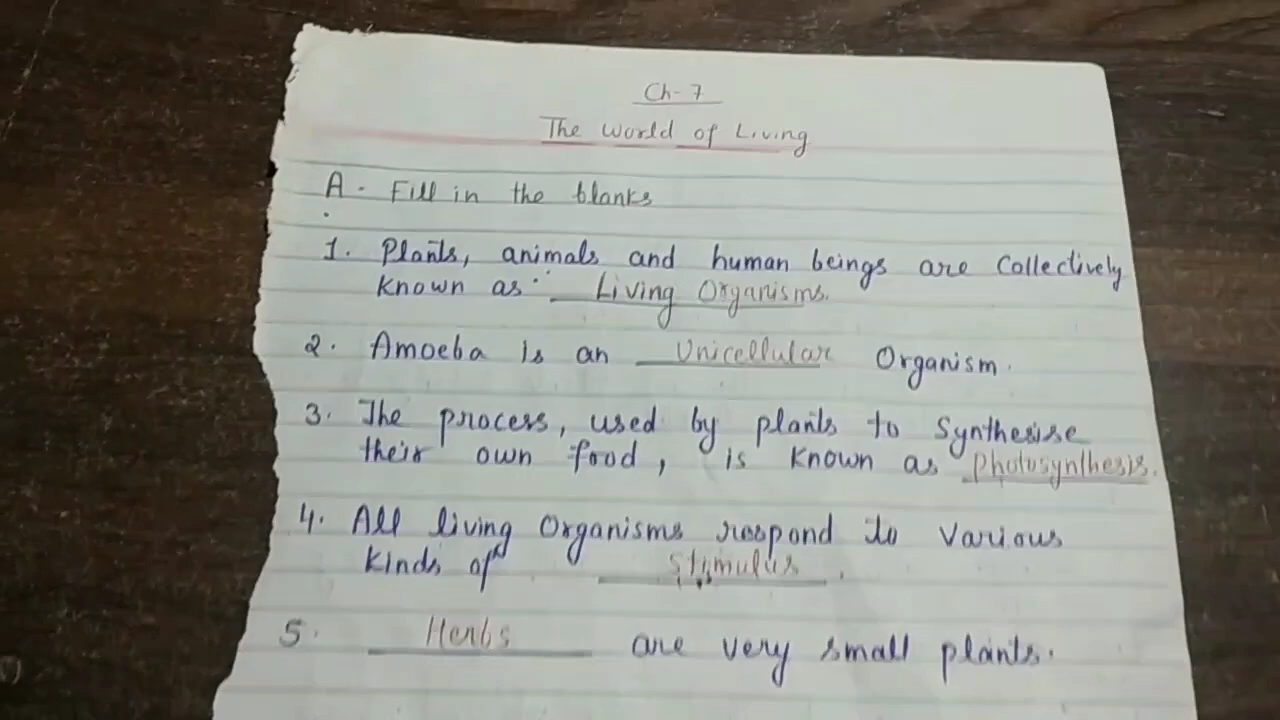 Ch-7
The World of Living
A. Fill in the blanks
1. Plants, animals and human beings are Collectively
Known as Living Organisms.
2. Amoeba is an Unicellular Organism.
3. The process, used by plants to Synthesise
their own food, is Known as Photosynthesis.
4. All living Organisms respond to Various
Kinds of Stimulus.
5. Herbs are very small plants.